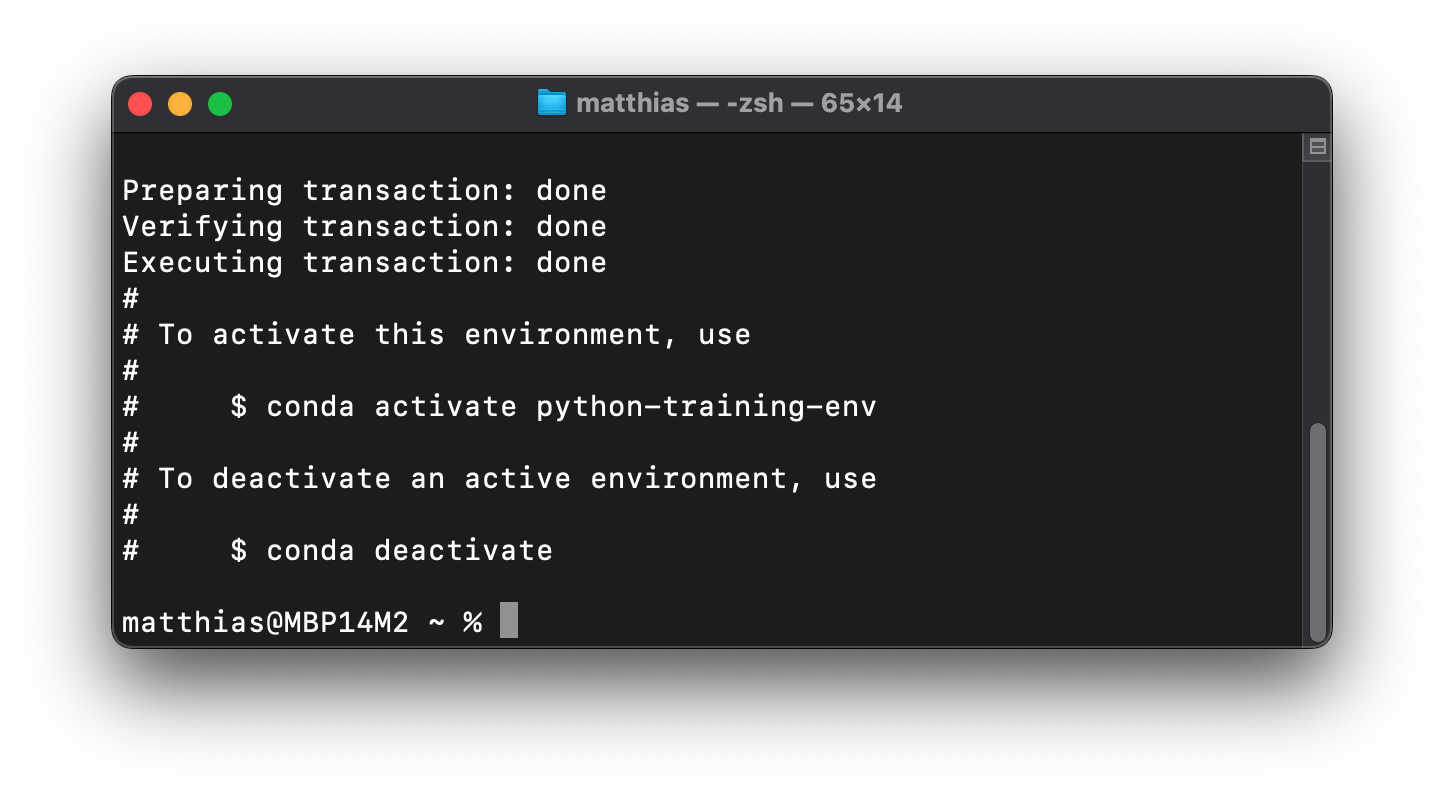 matthias — -zsh — 65×14
Preparing transaction: done
Verifying transaction: done
Executing transaction: done
#
# To activate this environment, use
#
#     $ conda activate python-training-env
#
# To deactivate an active environment, use
#
#     $ conda deactivate
matthias@MBP14M2 ~ %